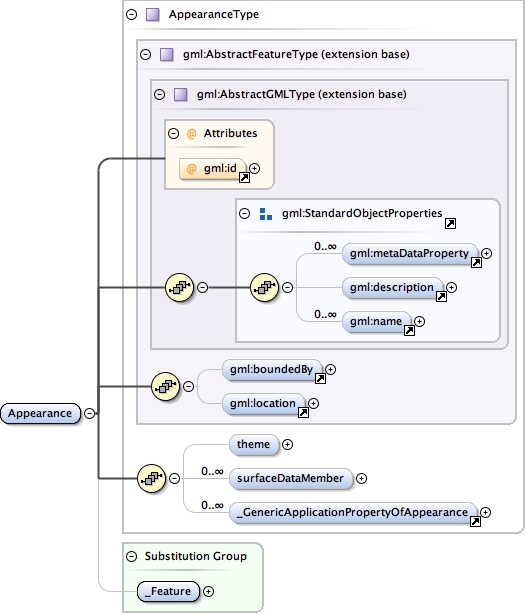 AppearanceType
gml:AbstractFeatureType (extension base)
gml:AbstractGMLType (extension base)
@ Attributes
@ gml:id
gml:StandardObjectProperties
0..∞ gml:metaDataProperty
gml:description
0..∞ gml:name
gml:boundedBy
gml:location
Appearance
theme
0..∞ surfaceDataMember
0..∞ _GenericApplicationPropertyOfAppearance
Substitution Group
_Feature